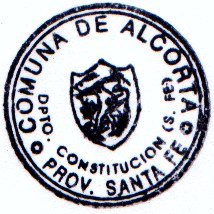 COMUNA DE ALCORTA
DPTO. CONSTITUCION (S. FE)
PROV. SANTA FE